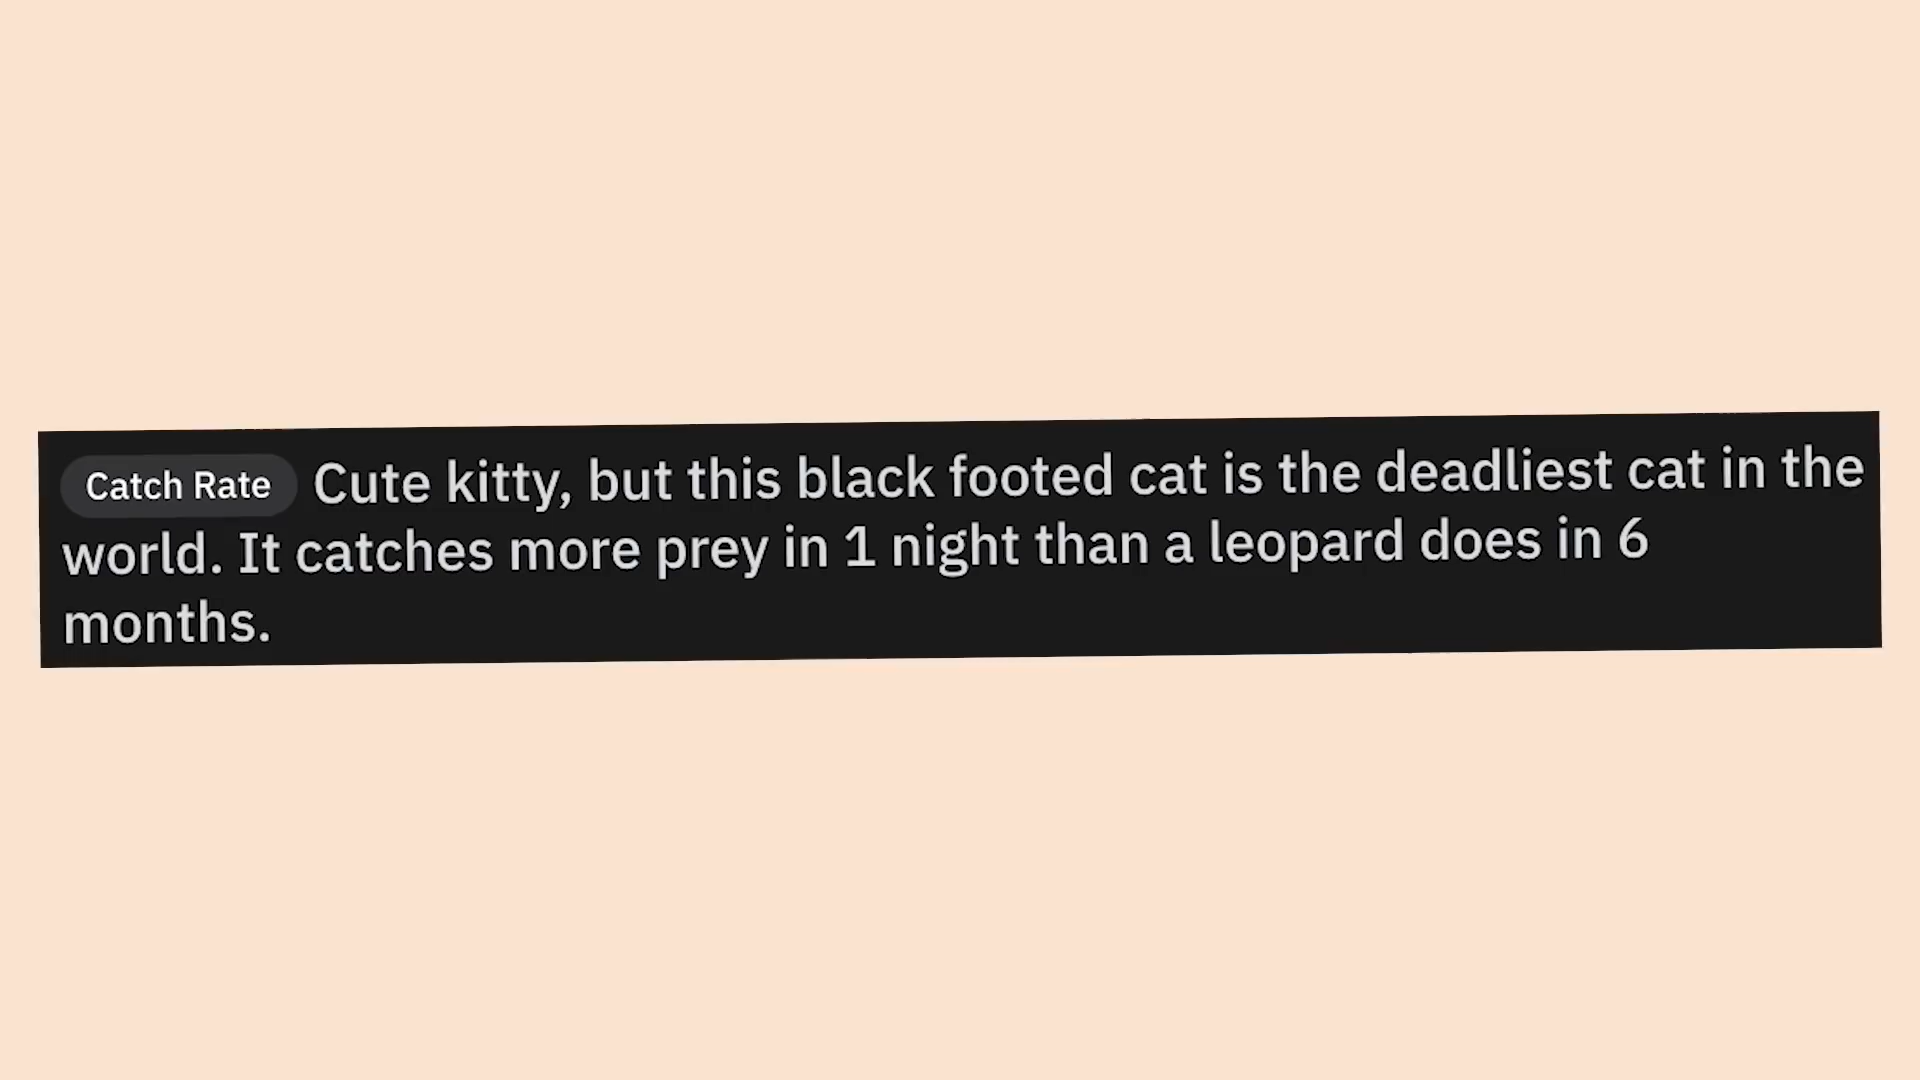 Catch Rate Cute kitty, but this black footed cat is the deadliest cat in the
world. It catches more prey in 1 night than a leopard does in 6
months.